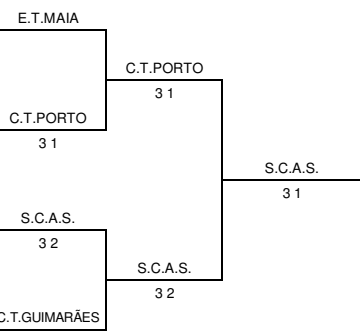 E.T.MAIA
C.T.PORTO
3 1
C.T.PORTO
3 1
S.C.A.S.
3 1
S.C.A.S.
3 2
S.C.A.S.
3 2
C.T.GUIMARÃES